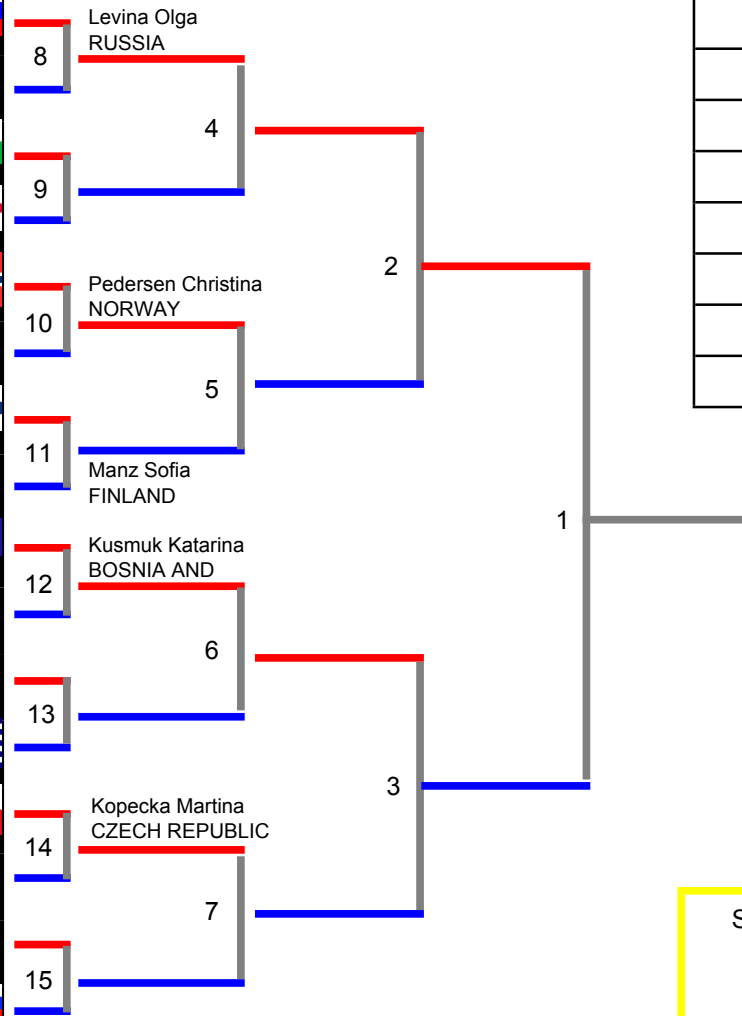 Levina Olga
RUSSIA
8
4
9
2
Pedersen Christina
NORWAY
10
5
11
Manz Sofia
FINLAND
1
Kusmuk Katarina
BOSNIA AND
12
6
13
3
Kopecka Martina
CZECH REPUBLIC
14
7
S
15